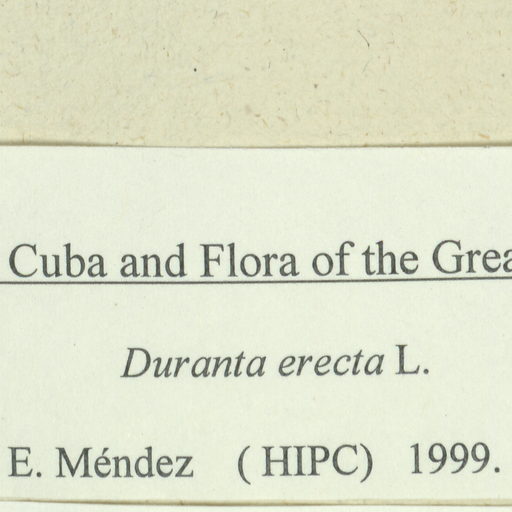 Cuba and Flora of the Grea
Duranta erecta L.
E. Méndez ( HIPC) 1999.